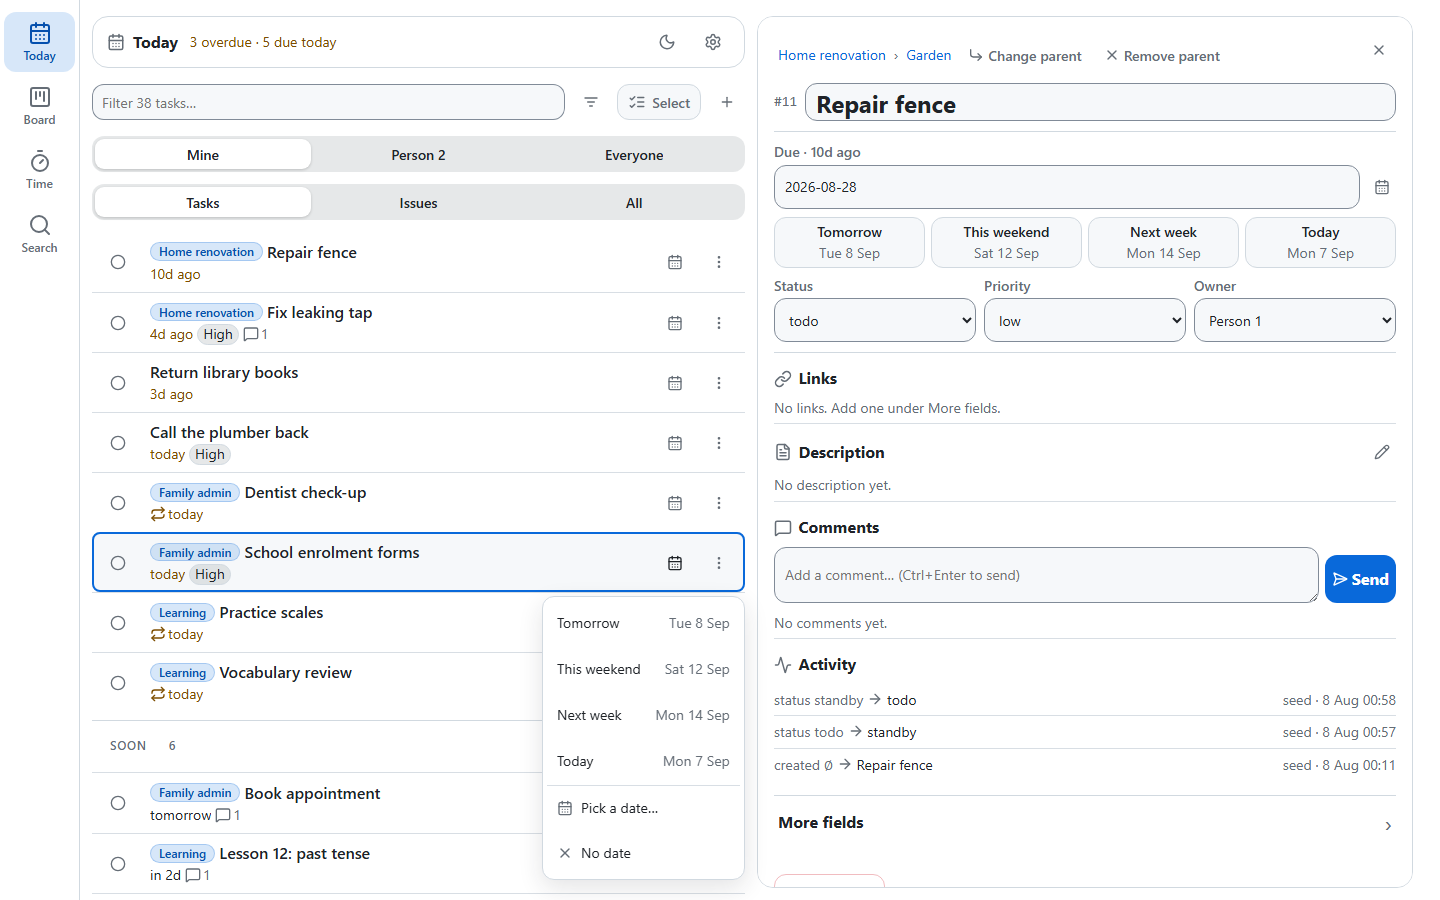 Today
Board
Time
Search
Today 3 overdue · 5 due today
Filter 38 tasks...
Select
Mine Person 2 Everyone
Tasks Issues All
Home renovation Repair fence
10d ago
Home renovation Fix leaking tap
4d ago High 1
Return library books
3d ago
Call the plumber back
today High
Family admin Dentist check-up
today
Family admin School enrolment forms
today High
Learning Practice scales
today
Learning Vocabulary review
today
SOON 6
Family admin Book appointment
tomorrow 1
Learning Lesson 12: past tense
in 2d 1
Tomorrow Tue 8 Sep
This weekend Sat 12 Sep
Next week Mon 14 Sep
Today Mon 7 Sep
Pick a date...
No date
Home renovation › Garden Change parent Remove parent
#11 Repair fence
Due · 10d ago
2026-08-28
Tomorrow This weekend Next week Today
Tue 8 Sep Sat 12 Sep Mon 14 Sep Mon 7 Sep
Status Priority Owner
todo low Person 1
Links
No links. Add one under More fields.
Description
No description yet.
Comments
Add a comment... (Ctrl+Enter to send)
Send
No comments yet.
Activity
status standby → todo seed · 8 Aug 00:58
status todo → standby seed · 8 Aug 00:57
created ∅ → Repair fence seed · 8 Aug 00:11
More fields ›